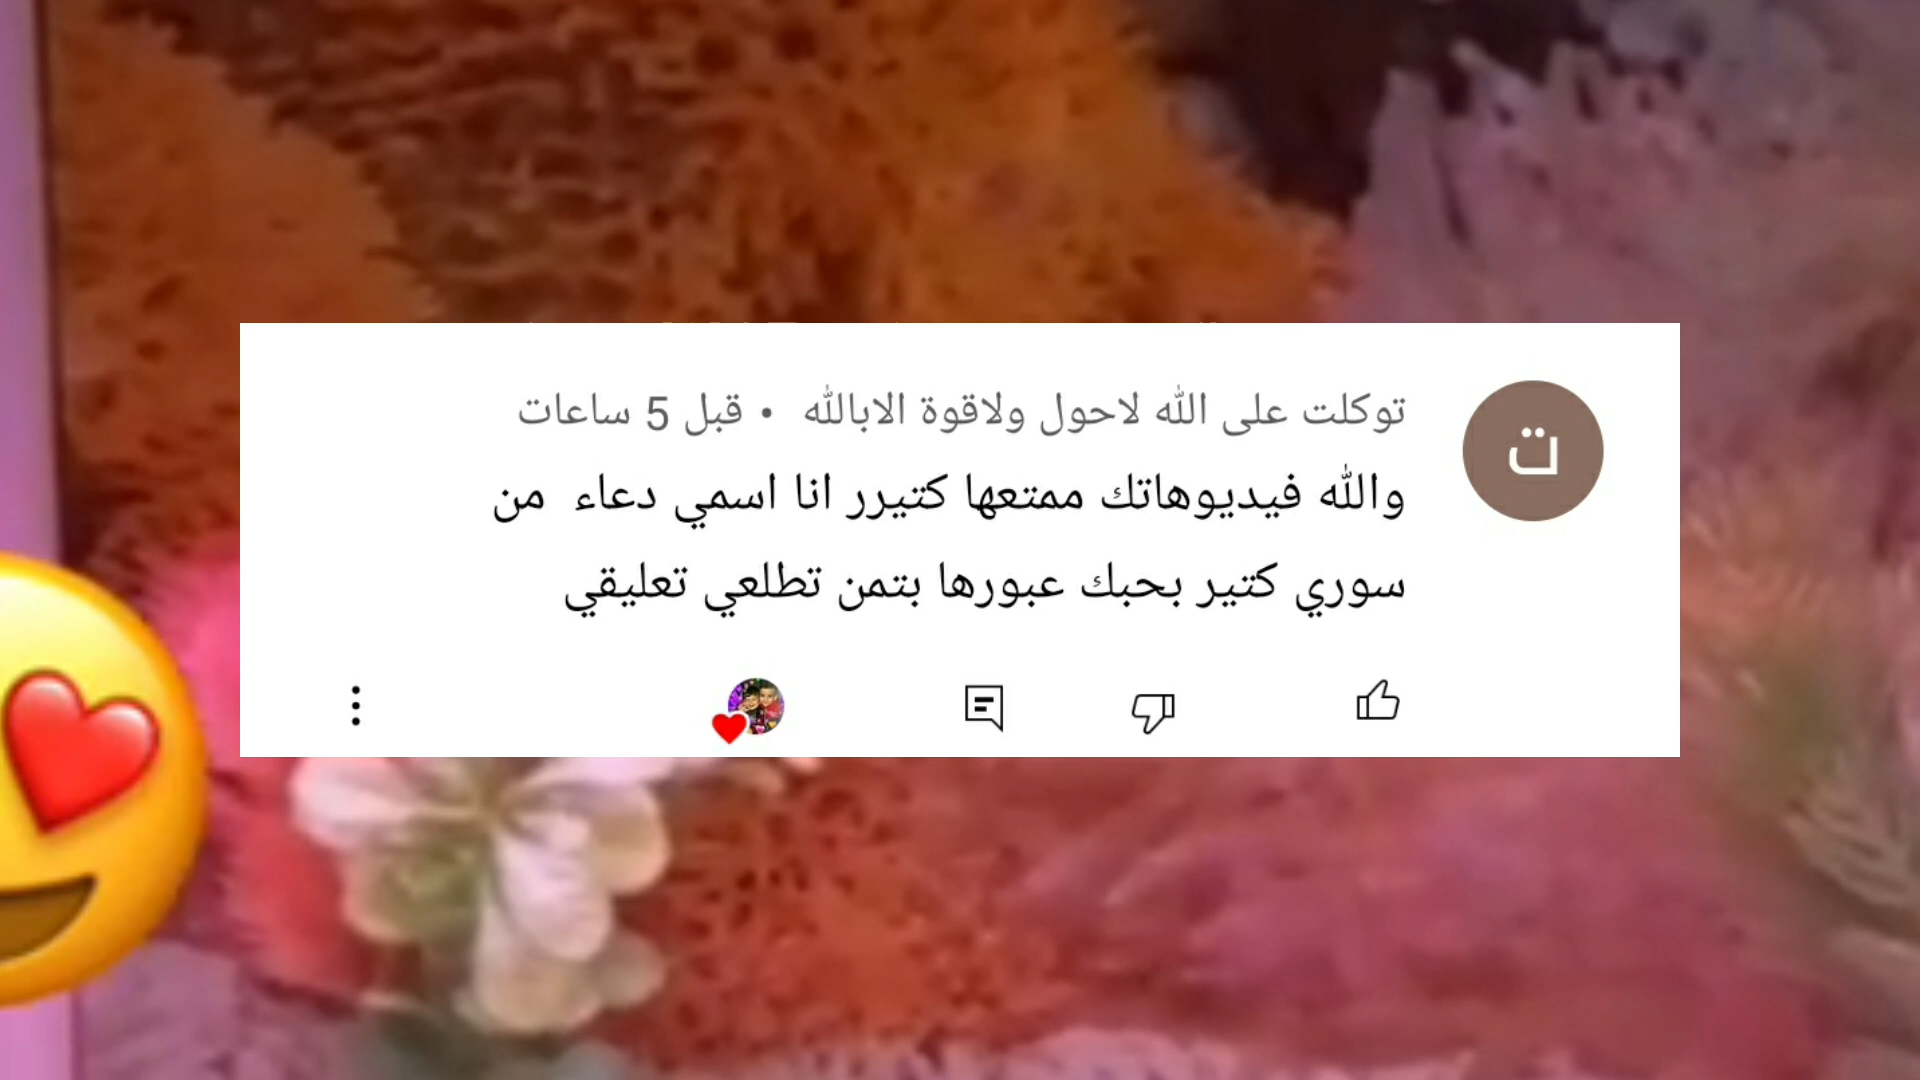 توكلت على الله لاحول ولاقوة الابالله • قبل 5 ساعات
ت
والله فيديوهاتك ممتعها كتيرر انا اسمي دعاء من
سوري كتير بحبك عبورها بتمن تطلعي تعليقي